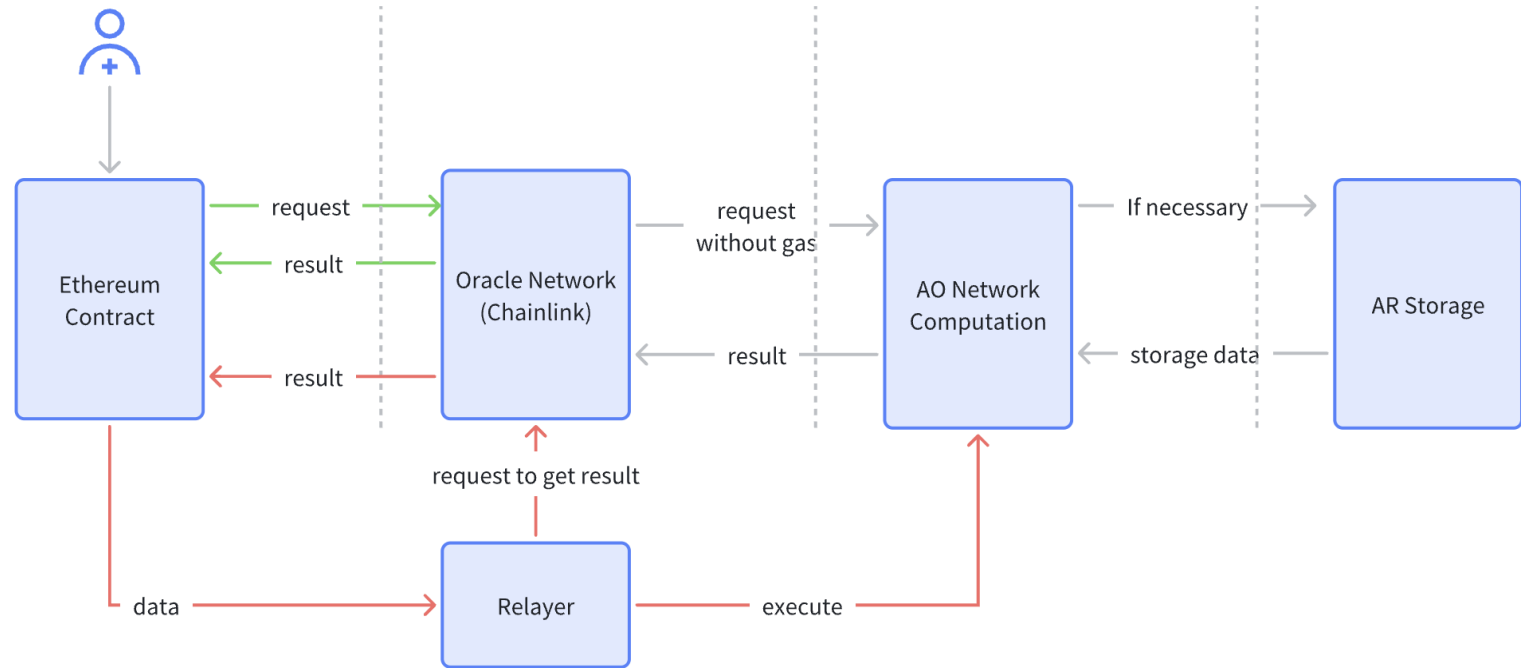 request
result
result
Ethereum
Contract
Oracle Network
(Chainlink)
request
without gas
result
AO Network
Computation
If necessary
storage data
AR Storage
request to get result
data
Relayer
execute